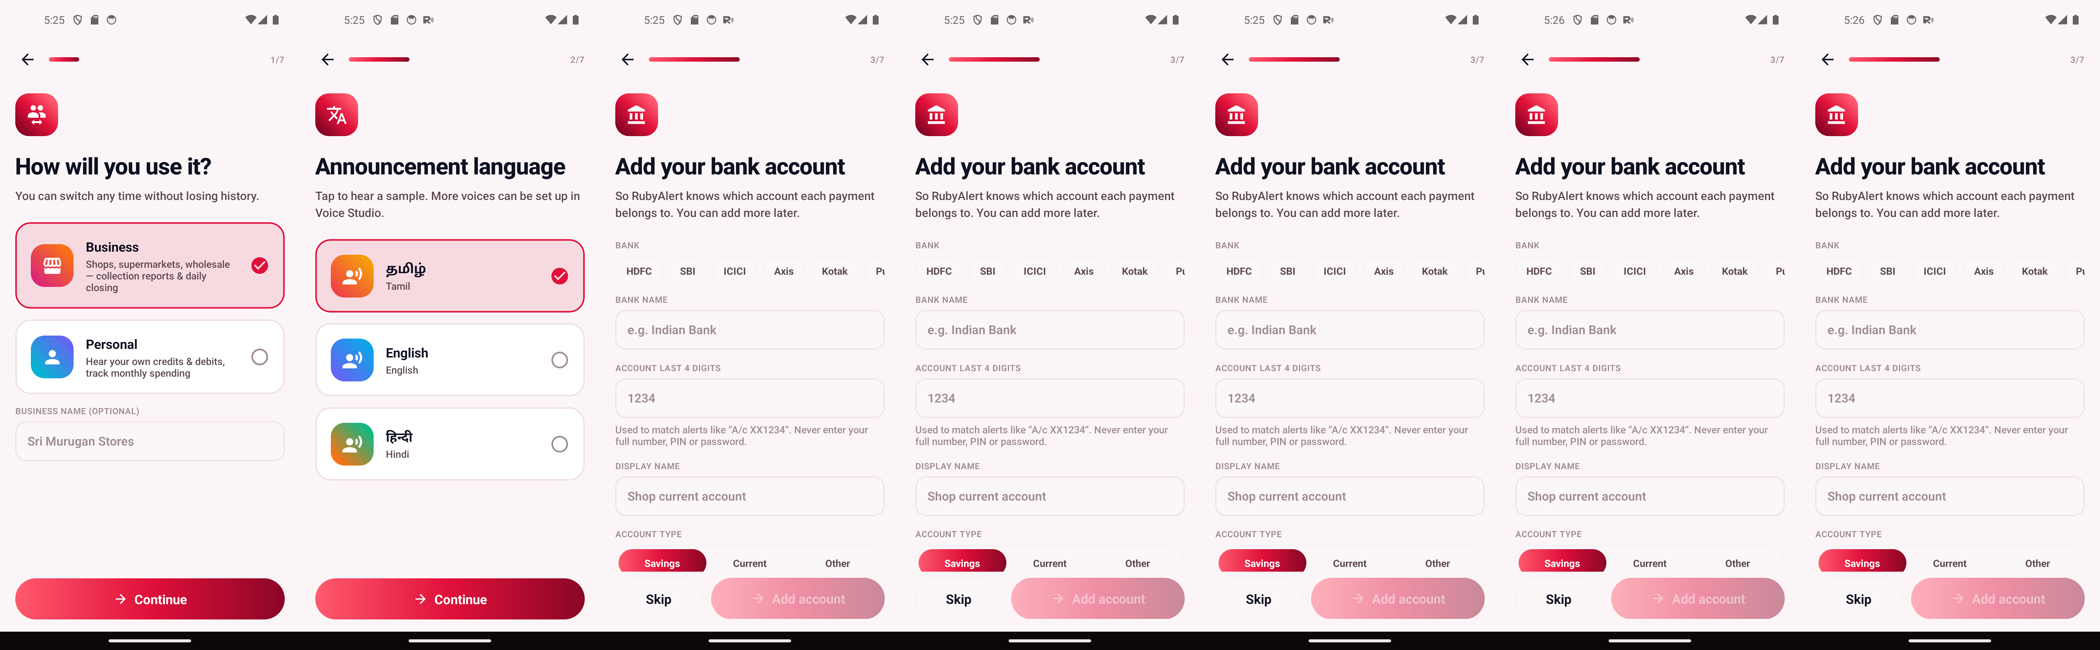 5:25
1/7
How will you use it?
You can switch any time without losing history.
Business
Shops, supermarkets, wholesale
— collection reports & daily
closing
Personal
Hear your own credits & debits,
track monthly spending
BUSINESS NAME (OPTIONAL)
Sri Murugan Stores
Continue
5:25
2/7
Announcement language
Tap to hear a sample. More voices can be set up in
Voice Studio.
தமிழ்
Tamil
English
English
हिन्दी
Hindi
Continue
5:25
3/7
Add your bank account
So RubyAlert knows which account each payment
belongs to. You can add more later.
BANK
HDFC SBI ICICI Axis Kotak Pu
BANK NAME
e.g. Indian Bank
ACCOUNT LAST 4 DIGITS
1234
Used to match alerts like “A/c XX1234”. Never enter your
full number, PIN or password.
DISPLAY NAME
Shop current account
ACCOUNT TYPE
Savings Current Other
Skip Add account
5:25
3/7
Add your bank account
So RubyAlert knows which account each payment
belongs to. You can add more later.
BANK
HDFC SBI ICICI Axis Kotak Pu
BANK NAME
e.g. Indian Bank
ACCOUNT LAST 4 DIGITS
1234
Used to match alerts like “A/c XX1234”. Never enter your
full number, PIN or password.
DISPLAY NAME
Shop current account
ACCOUNT TYPE
Savings Current Other
Skip Add account
5:25
3/7
Add your bank account
So RubyAlert knows which account each payment
belongs to. You can add more later.
BANK
HDFC SBI ICICI Axis Kotak Pu
BANK NAME
e.g. Indian Bank
ACCOUNT LAST 4 DIGITS
1234
Used to match alerts like “A/c XX1234”. Never enter your
full number, PIN or password.
DISPLAY NAME
Shop current account
ACCOUNT TYPE
Savings Current Other
Skip Add account
5:26
3/7
Add your bank account
So RubyAlert knows which account each payment
belongs to. You can add more later.
BANK
HDFC SBI ICICI Axis Kotak Pu
BANK NAME
e.g. Indian Bank
ACCOUNT LAST 4 DIGITS
1234
Used to match alerts like “A/c XX1234”. Never enter your
full number, PIN or password.
DISPLAY NAME
Shop current account
ACCOUNT TYPE
Savings Current Other
Skip Add account
5:26
3/7
Add your bank account
So RubyAlert knows which account each payment
belongs to. You can add more later.
BANK
HDFC SBI ICICI Axis Kotak Pu
BANK NAME
e.g. Indian Bank
ACCOUNT LAST 4 DIGITS
1234
Used to match alerts like “A/c XX1234”. Never enter your
full number, PIN or password.
DISPLAY NAME
Shop current account
ACCOUNT TYPE
Savings Current Other
Skip Add account